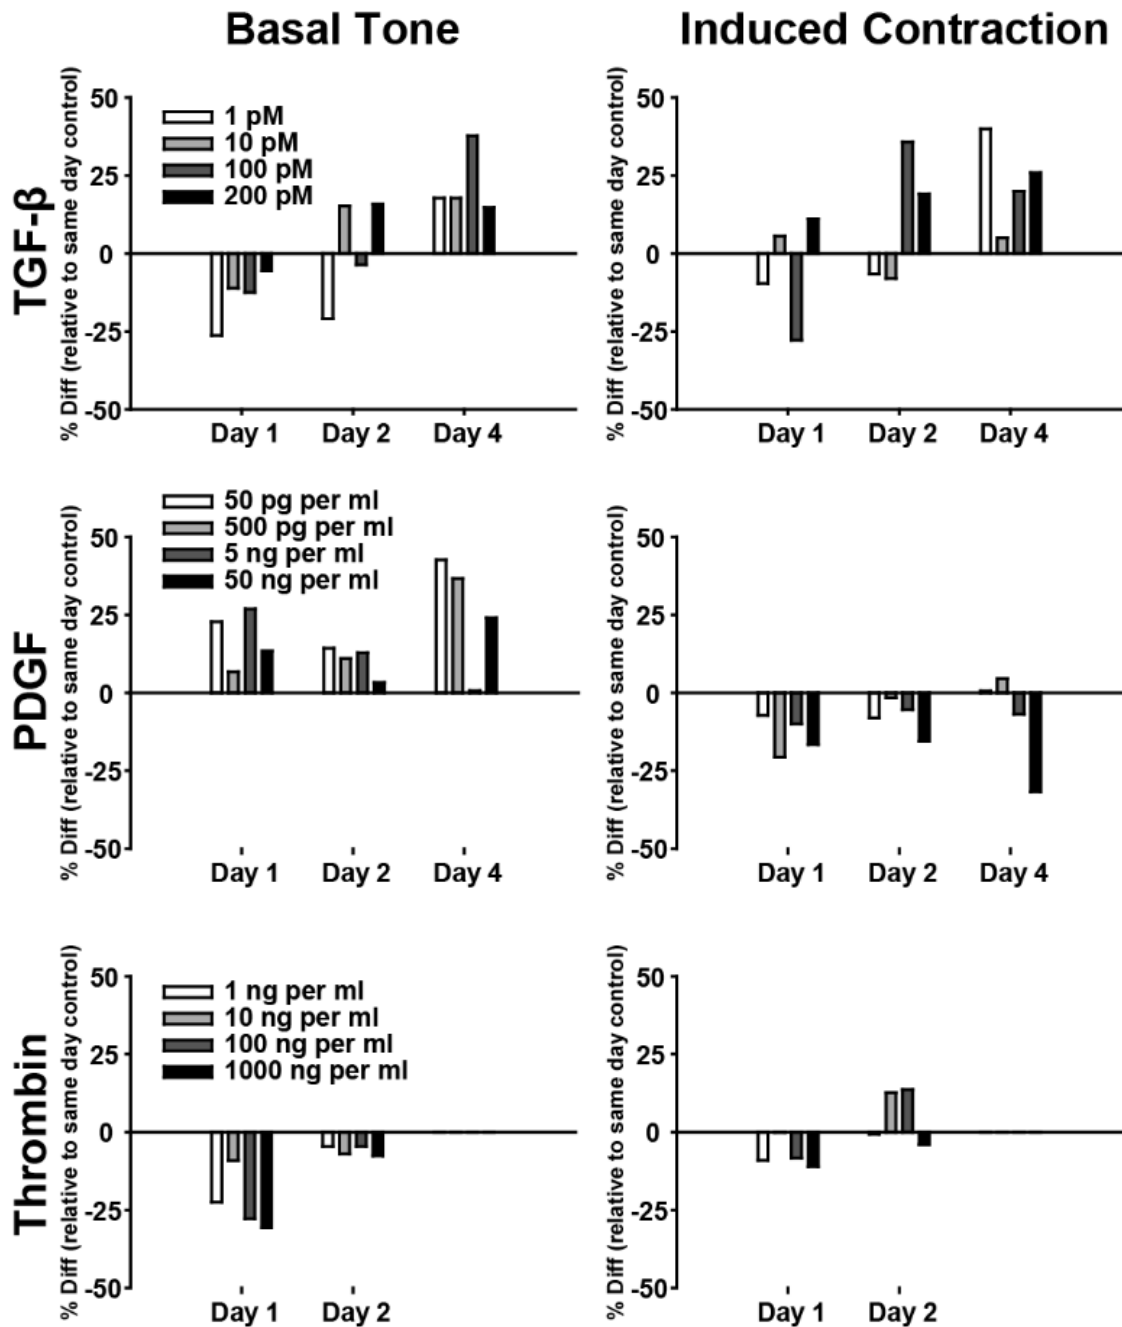 Basal Tone
Induced Contraction
TGF-β
% Diff (relative to same day control)
50
25
0
-25
-50
1 pM
10 pM
100 pM
200 pM
Day 1 Day 2 Day 4
% Diff (relative to same day control)
50
25
0
-25
-50
Day 1 Day 2 Day 4
PDGF
% Diff (relative to same day control)
50
25
0
-25
-50
50 pg per ml
500 pg per ml
5 ng per ml
50 ng per ml
Day 1 Day 2 Day 4
% Diff (relative to same day control)
50
25
0
-25
-50
Day 1 Day 2 Day 4
Thrombin
% Diff (relative to same day control)
50
25
0
-25
-50
1 ng per ml
10 ng per ml
100 ng per ml
1000 ng per ml
Day 1 Day 2
% Diff (relative to same day control)
50
25
0
-25
-50
Day 1 Day 2